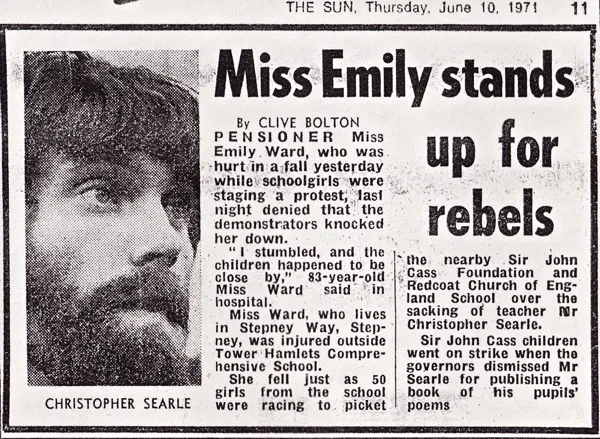 THE SUN, Thursday, June 10, 1971 11
Miss Emily stands
up for
rebels
By CLIVE BOLTON
PENSIONER Miss
Emily Ward, who was
hurt in a fall yesterday
while schoolgirls were
staging a protest, last
night denied that the
demonstrators knocked
her down.
"I stumbled, and the
children happened to be
close by," 83-year-old
Miss Ward said in
hospital.
Miss Ward, who lives
in Stepney Way, Step-
ney, was injured outside
Tower Hamlets Compre-
hensive School.
She fell just as 50
girls from the school
were racing to picket
the nearby Sir John
Cass Foundation and
Redcoat Church of Eng-
land School over the
sacking of teacher Mr
Christopher Searle.
Sir John Cass children
went on strike when the
governors dismissed Mr
Searle for publishing a
book of his pupils'
poems
CHRISTOPHER SEARLE